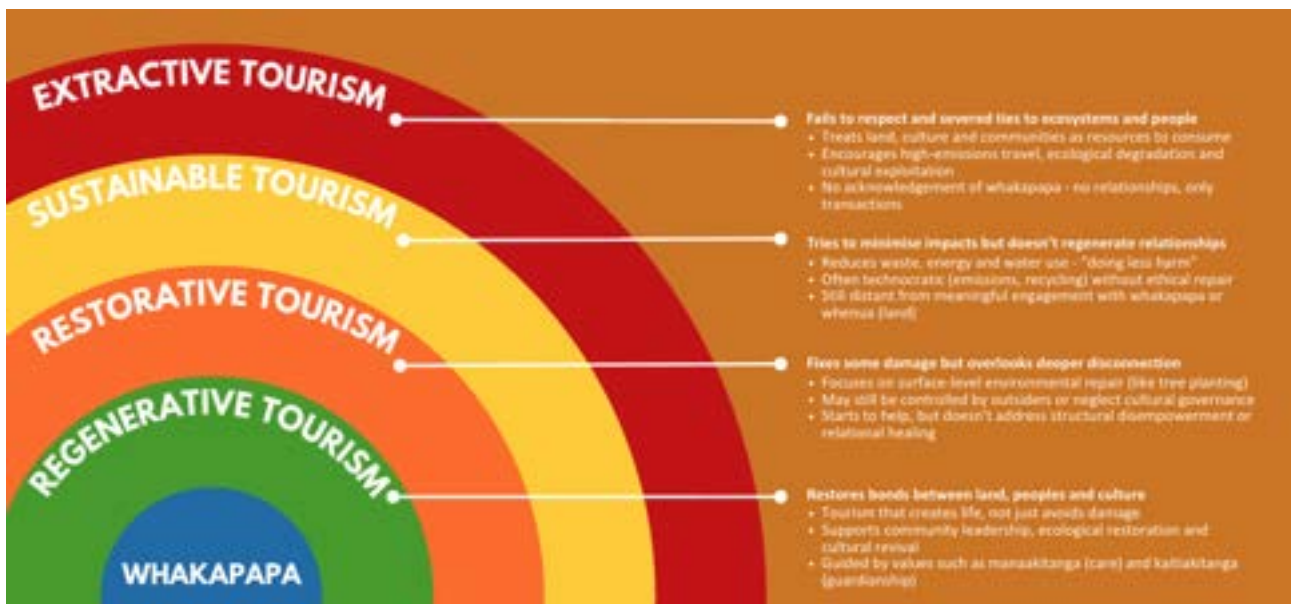 EXTRACTIVE TOURISM
Fails to respect and severed ties to ecosystems and people
• Treats land, culture and communities as resources to consume
• Encourages high-emissions travel, ecological degradation and
cultural exploitation
• No acknowledgement of whakapapa - no relationships, only
transactions
SUSTAINABLE TOURISM
Tries to minimise impacts but doesn't regenerate relationships
• Reduces waste, energy and water use - "doing less harm"
• Often technocratic (emissions, recycling) without ethical repair
• Still distant from meaningful engagement with whakapapa or
whenua (land)
RESTORATIVE TOURISM
Fixes some damage but overlooks deeper disconnection
• Focuses on surface-level environmental repair (like tree planting)
• May still be controlled by outsiders or neglect cultural governance
• Starts to help, but doesn't address structural disempowerment or
relational healing
REGENERATIVE TOURISM
Restores bonds between land, peoples and culture
• Tourism that creates life, not just avoids damage
• Supports community leadership, ecological restoration and
cultural revival
• Guided by values such as manaakitanga (care) and kaitiakitanga
(guardianship)
WHAKAPAPA